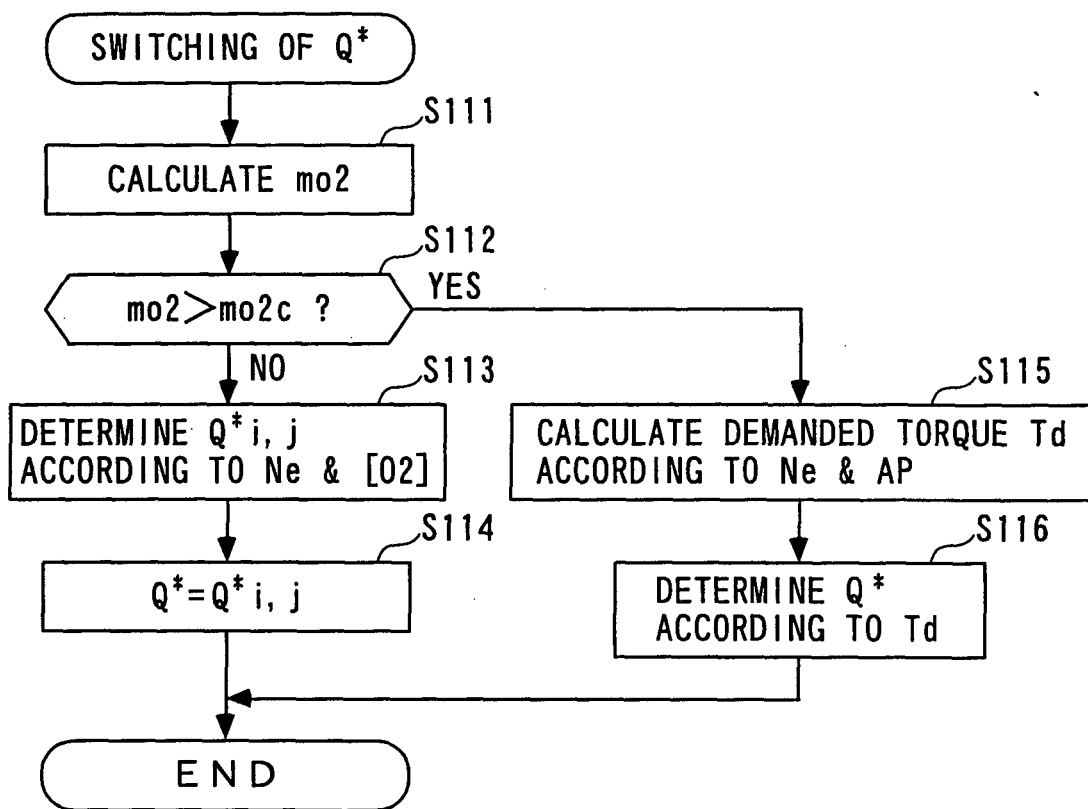 SWITCHING OF Q*
S111
CALCULATE mo2
S112
mo2>mo2c ?
YES
NO
S113
DETERMINE Q*i, j
ACCORDING TO Ne & [O2]
S114
Q*=Q*i, j
S115
CALCULATE DEMANDED TORQUE Td
ACCORDING TO Ne & AP
S116
DETERMINE Q*
ACCORDING TO Td
END